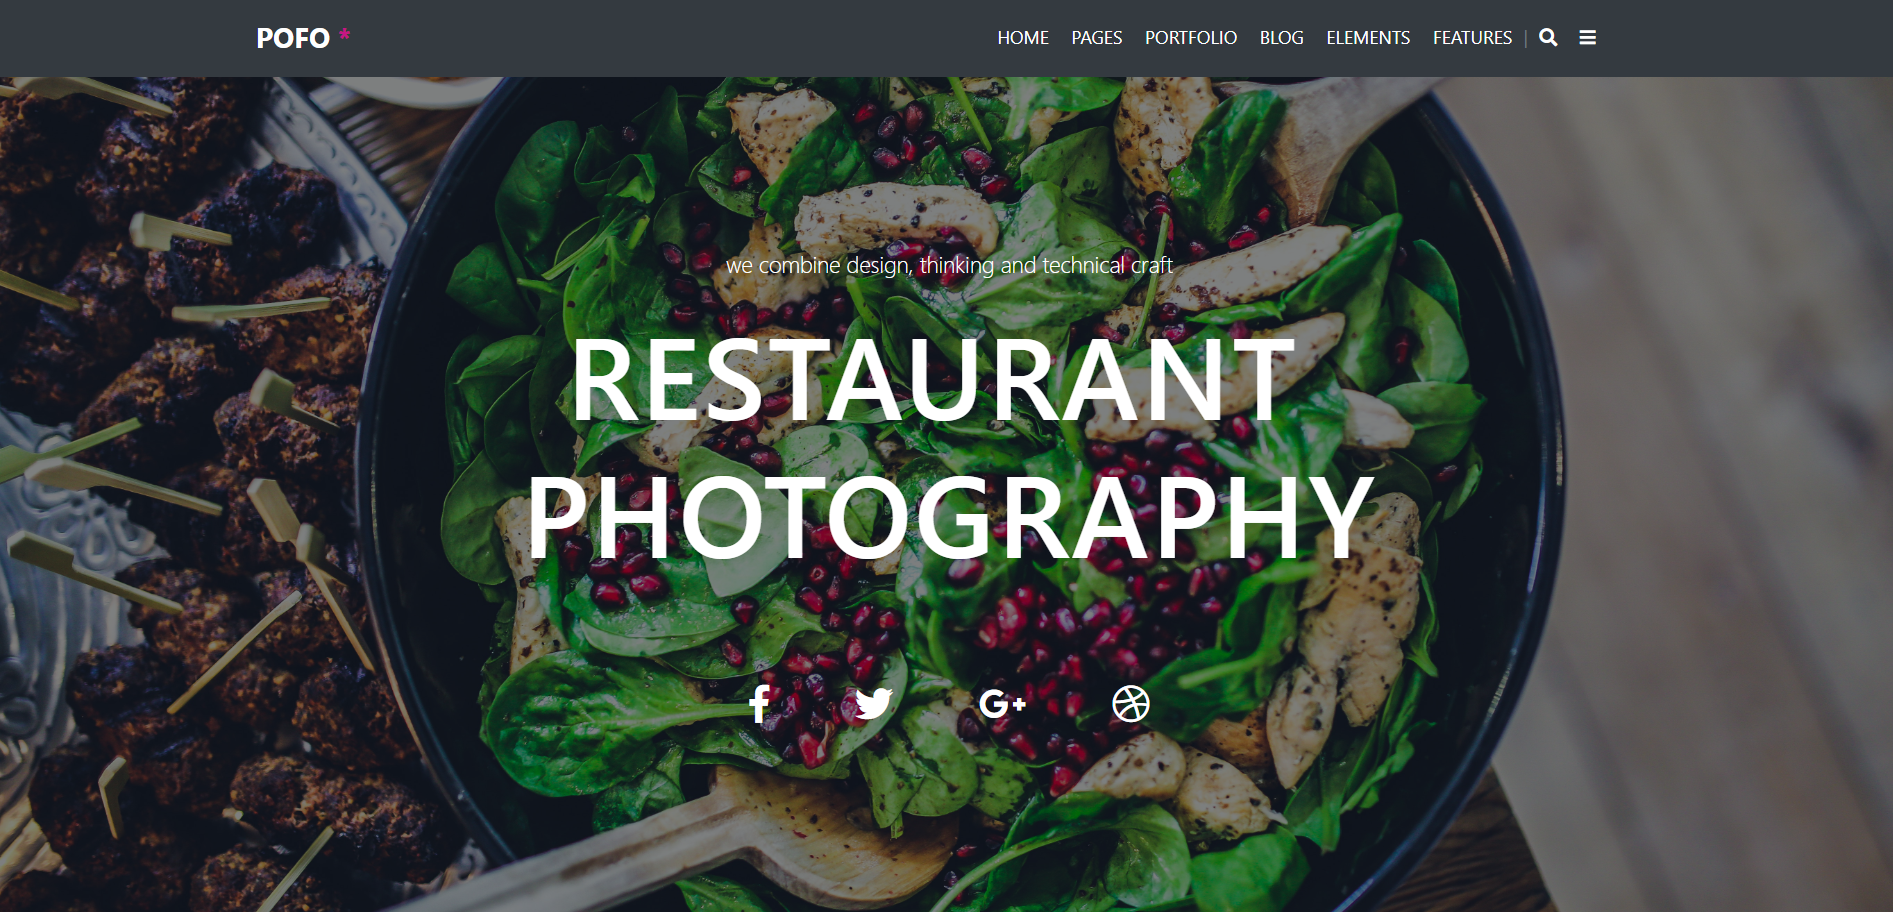 POFO *
HOME PAGES PORTFOLIO BLOG ELEMENTS FEATURES |
we combine design, thinking and technical craft
RESTAURANT
PHOTOGRAPHY